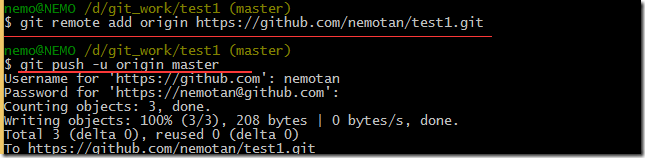 nemo@NEMO /d/git_work/test1 (master)
$ git remote add origin https://github.com/nemotan/test1.git
nemo@NEMO /d/git_work/test1 (master)
$ git push -u origin master
Username for 'https://github.com': nemotan
Password for 'https://nemotan@github.com':
Counting objects: 3, done.
Writing objects: 100% (3/3), 208 bytes | 0 bytes/s, done.
Total 3 (delta 0), reused 0 (delta 0)
To https://github.com/nemotan/test1.git